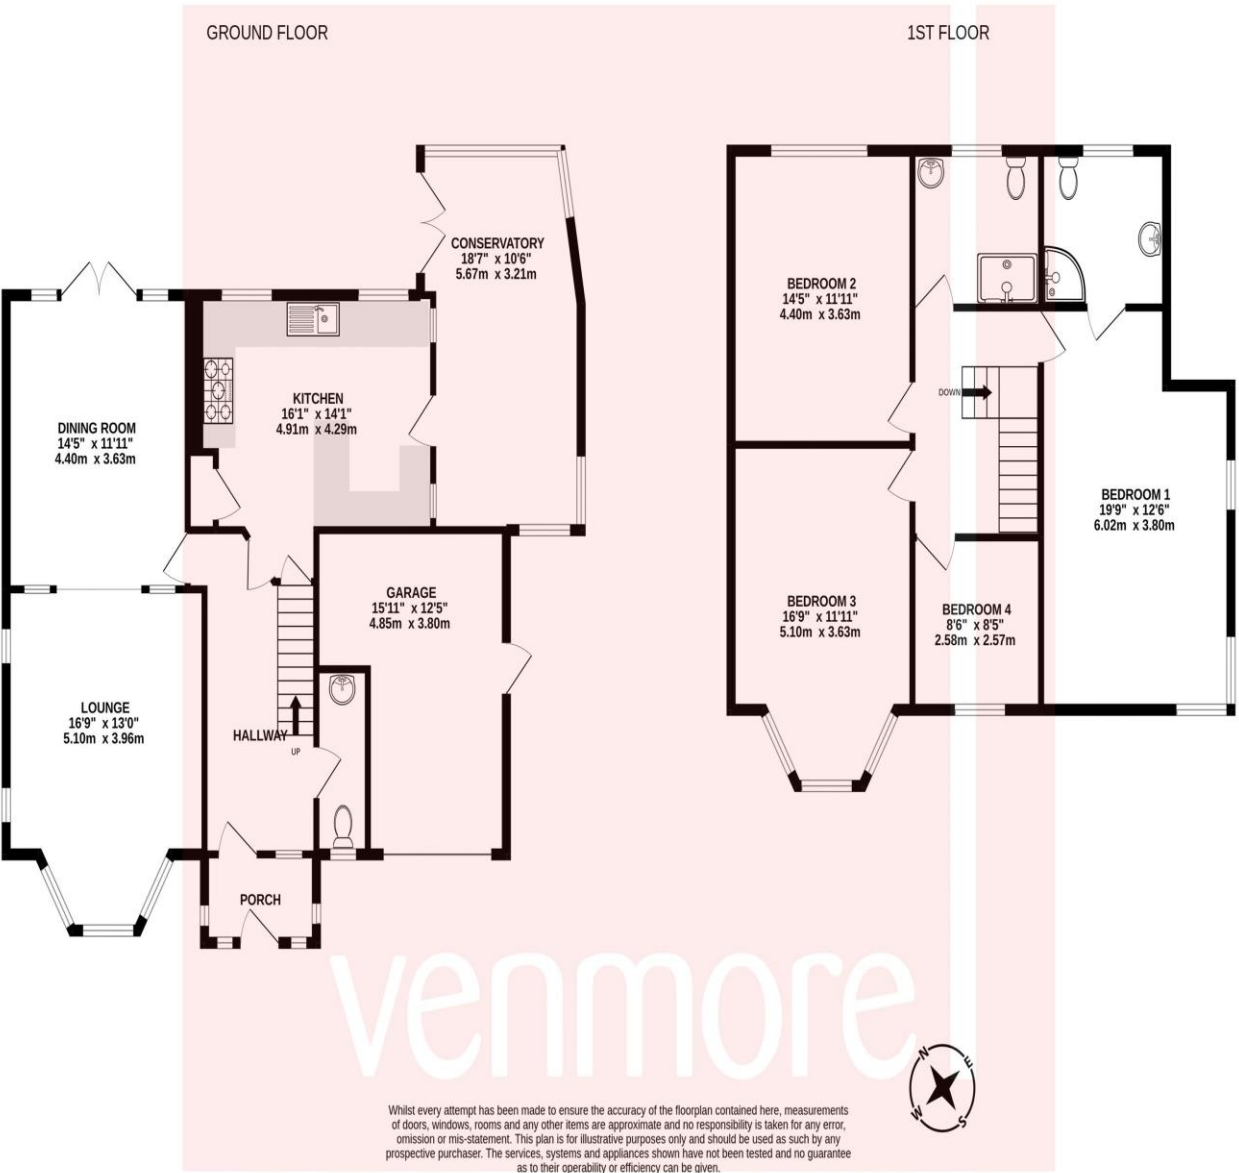 GROUND FLOOR
1ST FLOOR
CONSERVATORY
18'7" x 10'6"
5.67m x 3.21m
BEDROOM 2
14'5" x 11'11"
4.40m x 3.63m
DINING ROOM
14'5" x 11'11"
4.40m x 3.63m
KITCHEN
16'1" x 14'1"
4.91m x 4.29m
DOWN
BEDROOM 1
19'9" x 12'6"
6.02m x 3.80m
GARAGE
15'11" x 12'5"
4.85m x 3.80m
BEDROOM 3
16'9" x 11'11"
5.10m x 3.63m
BEDROOM 4
8'6" x 8'5"
2.58m x 2.57m
LOUNGE
16'9" x 13'0"
5.10m x 3.96m
HALLWAY
UP
PORCH
venmore
N
E
W
S
Whilst every attempt has been made to ensure the accuracy of the floorplan contained here, measurements
of doors, windows, rooms and any other items are approximate and no responsibility is taken for any error,
omission or mis-statement. This plan is for illustrative purposes only and should be used as such by any
prospective purchaser. The services, systems and appliances shown have not been tested and no guarantee
as to their operability or efficiency can be given.